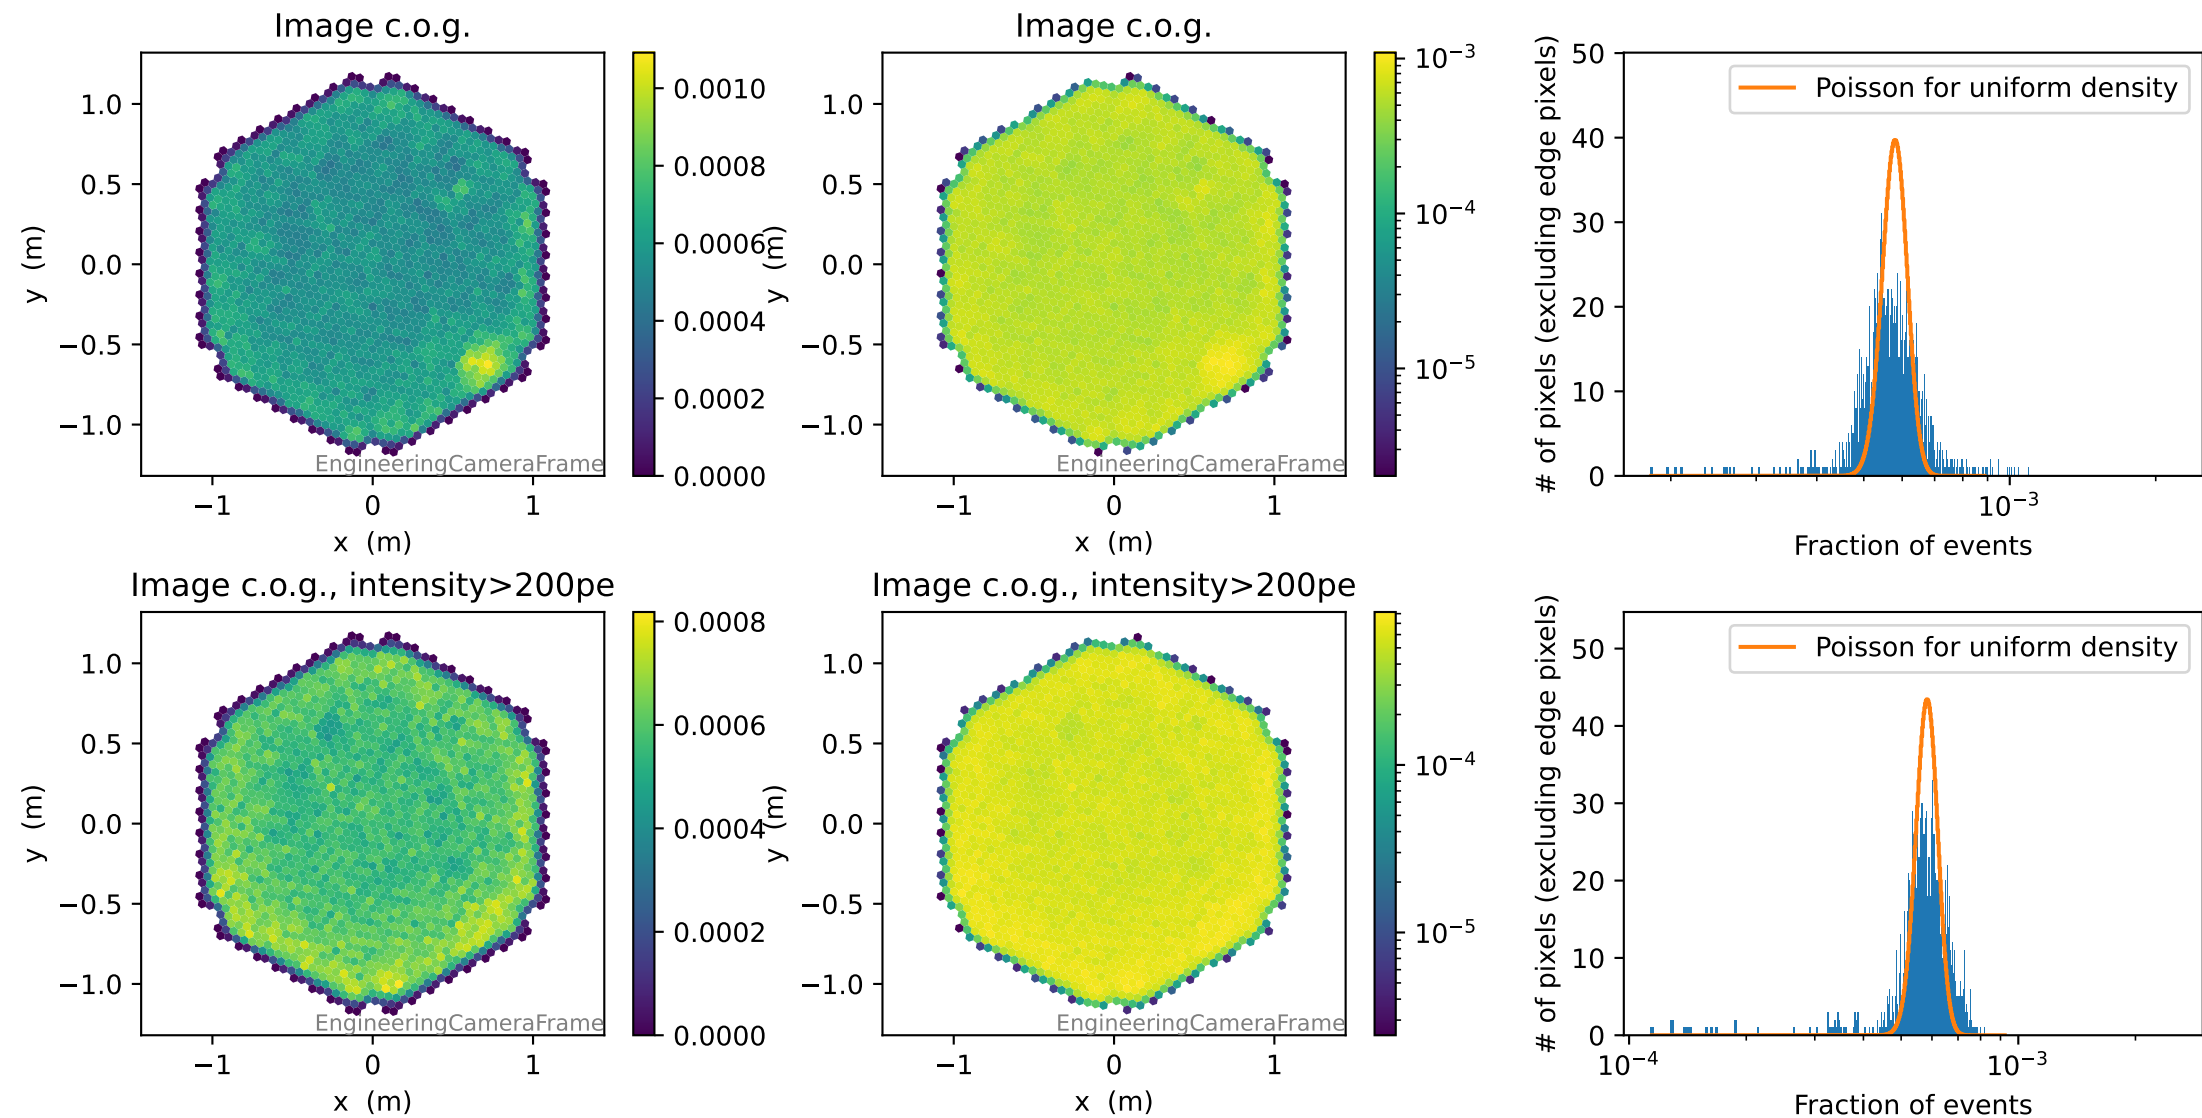 Image c.o.g.
y (m)
1.0
0.5
0.0
−0.5
−1.0
−1
0
1
x (m)
EngineeringCameraFrame
0.0010
0.0008
0.0006
0.0004
0.0002
0.0000
Image c.o.g.
y (m)
1.0
0.5
0.0
−0.5
−1.0
−1
0
1
x (m)
EngineeringCameraFrame
10⁻³
10⁻⁴
10⁻⁵
# of pixels (excluding edge pixels)
50
40
30
20
10
0
Poisson for uniform density
10⁻³
Fraction of events
Image c.o.g., intensity>200pe
y (m)
1.0
0.5
0.0
−0.5
−1.0
−1
0
1
x (m)
EngineeringCameraFrame
0.0008
0.0006
0.0004
0.0002
0.0000
Image c.o.g., intensity>200pe
y (m)
1.0
0.5
0.0
−0.5
−1.0
−1
0
1
x (m)
EngineeringCameraFrame
10⁻⁴
10⁻⁵
# of pixels (excluding edge pixels)
50
40
30
20
10
0
Poisson for uniform density
10⁻⁴
10⁻³
Fraction of events